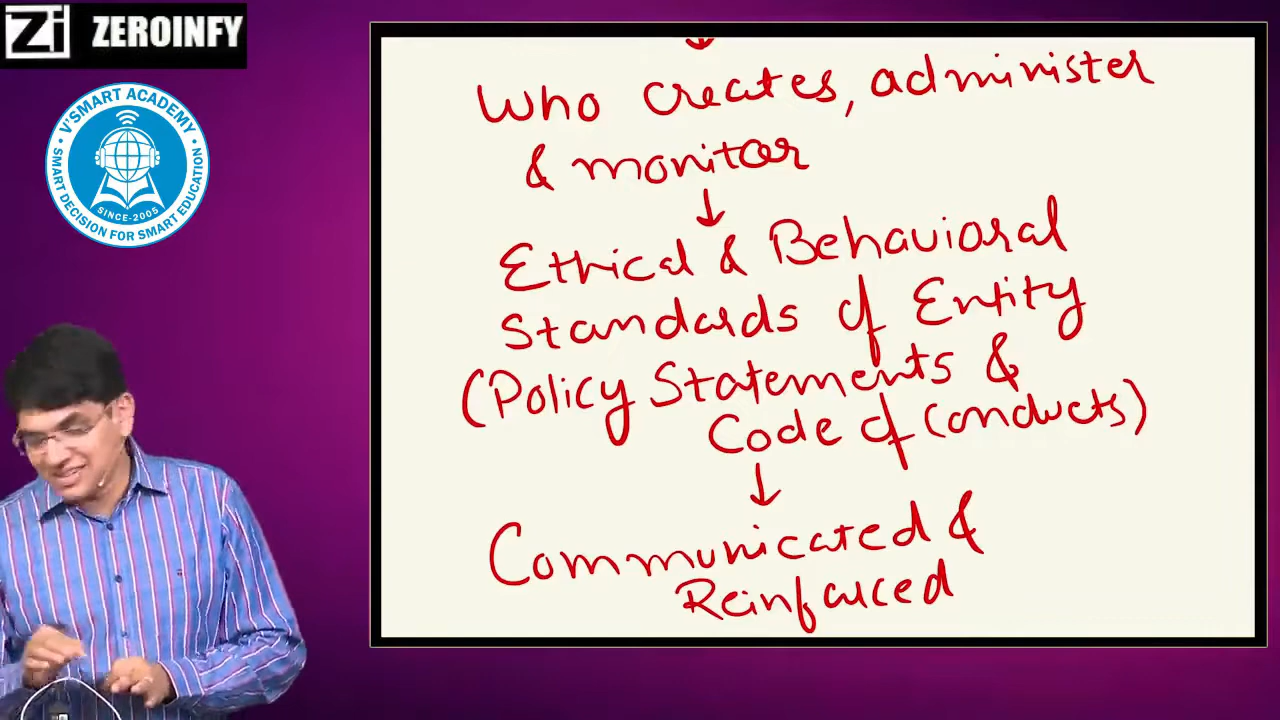 Zi ZEROINFY
V'SMART ACADEMY
SMART DECISION FOR SMART EDUCATION
SINCE-2005
Who creates, administer
& monitor
Ethical & Behavioral
Standards of Entity
(Policy Statements &
Code of Conducts)
Communicated &
Reinforced